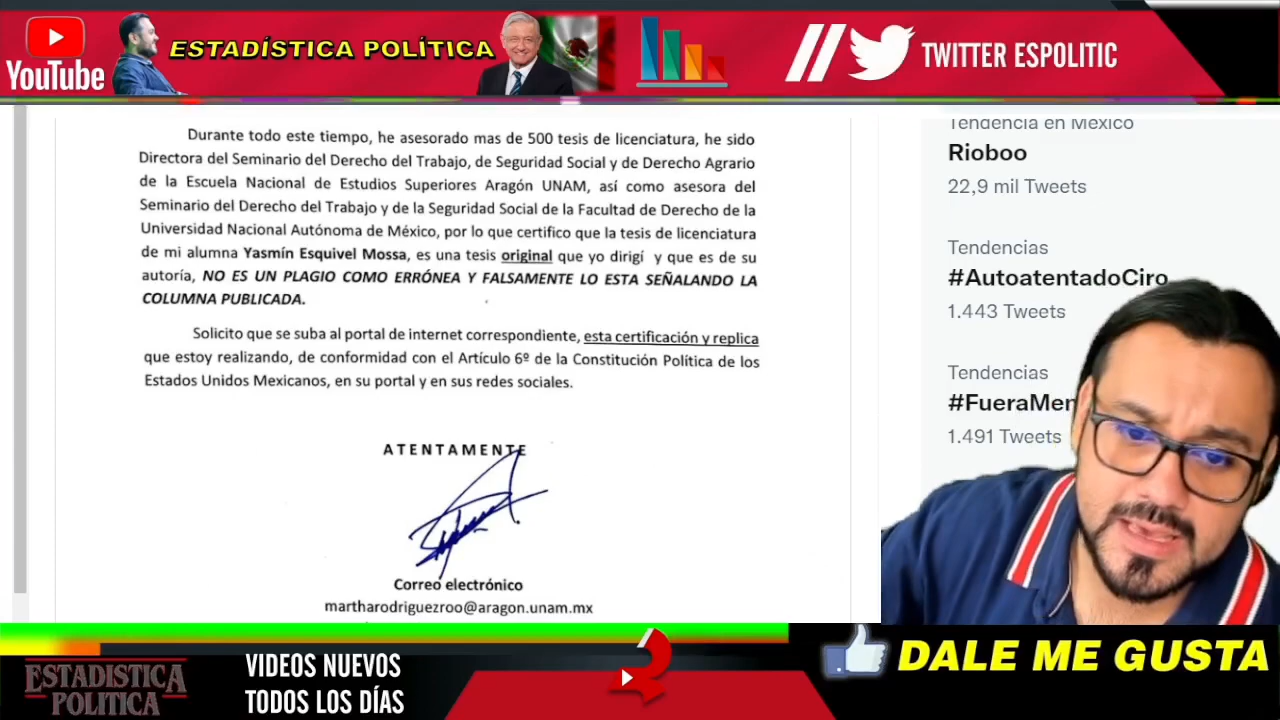 YouTube
ESTADÍSTICA POLÍTICA
TWITTER ESPOLITIC
Durante todo este tiempo, he asesorado mas de 500 tesis de licenciatura, he sido
Directora del Seminario del Derecho del Trabajo, de Seguridad Social y de Derecho Agrario
de la Escuela Nacional de Estudios Superiores Aragón UNAM, así como asesora del
Seminario del Derecho del Trabajo y de la Seguridad Social de la Facultad de Derecho de la
Universidad Nacional Autónoma de México, por lo que certifico que la tesis de licenciatura
de mi alumna Yasmín Esquivel Mossa, es una tesis original que yo dirigí y que es de su
autoría, NO ES UN PLAGIO COMO ERRÓNEA Y FALSAMENTE LO ESTA SEÑALANDO LA
COLUMNA PUBLICADA.
Solicito que se suba al portal de internet correspondiente, esta certificación y replica
que estoy realizando, de conformidad con el Artículo 6º de la Constitución Política de los
Estados Unidos Mexicanos, en su portal y en sus redes sociales.
ATENTAMENTE
Correo electrónico
martharodriguezroo@aragon.unam.mx
Tendencia en México
Rioboo
22,9 mil Tweets
Tendencias
#AutoatentadoCiro
1.443 Tweets
Tendencias
#FueraMen
1.491 Tweets
ESTADISTICA
POLÍTICA
VIDEOS NUEVOS
TODOS LOS DÍAS
DALE ME GUSTA